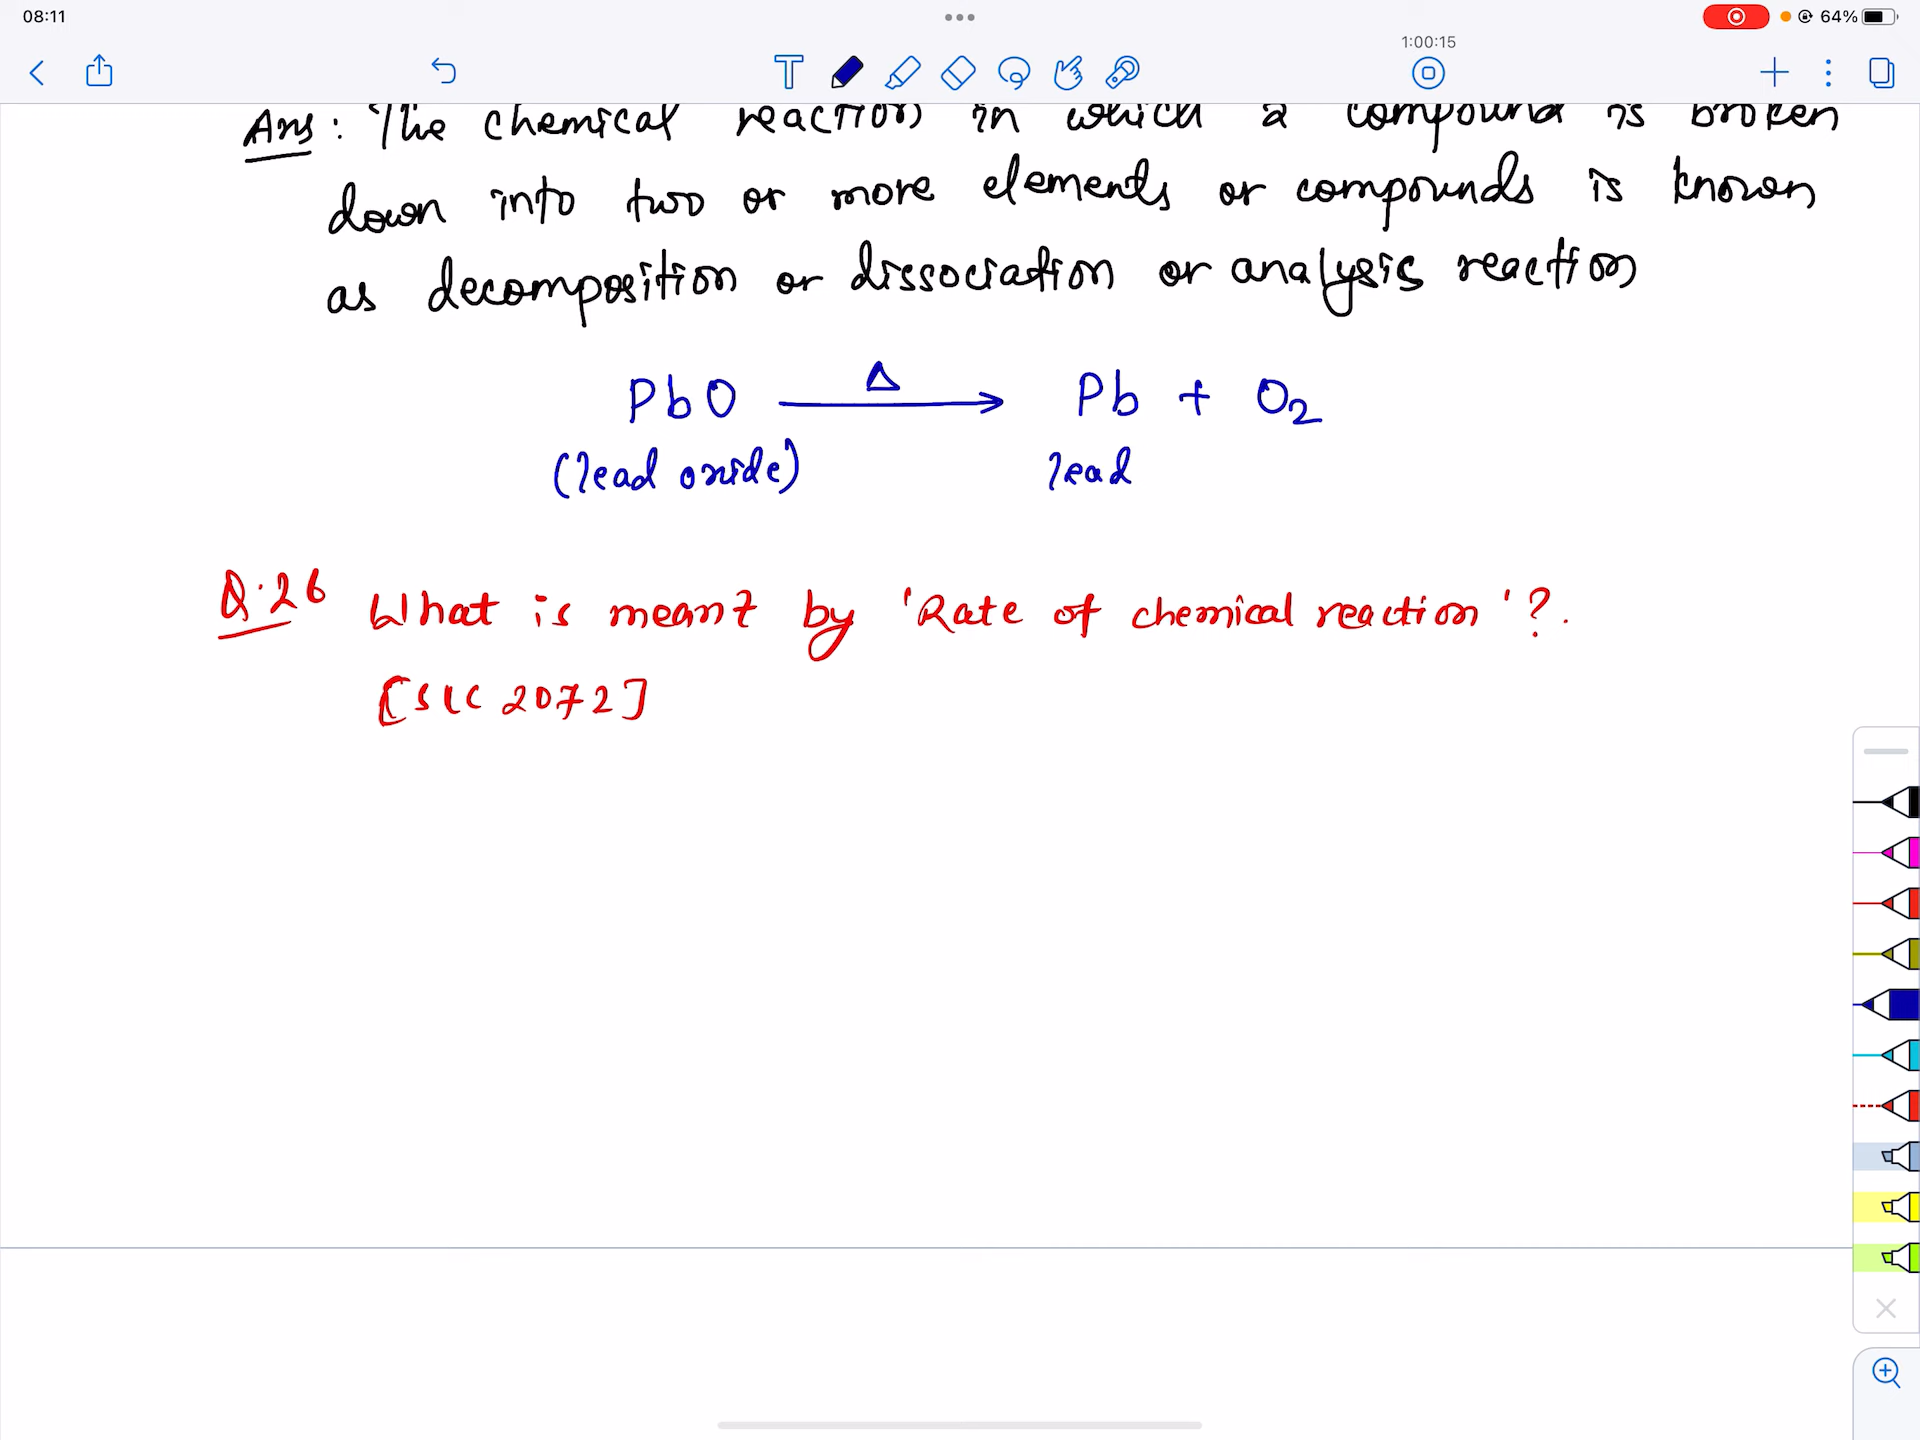 08:11
64%
1:00:15
T
Ans: The chemical reaction in which a compound is broken
down into two or more elements or compounds is known
as decomposition or dissociation or analysis reaction
PbO —Δ→ Pb + O₂
(lead oxide) lead
Q.26 What is meant by 'Rate of chemical reaction'?.
[SLC 2072]